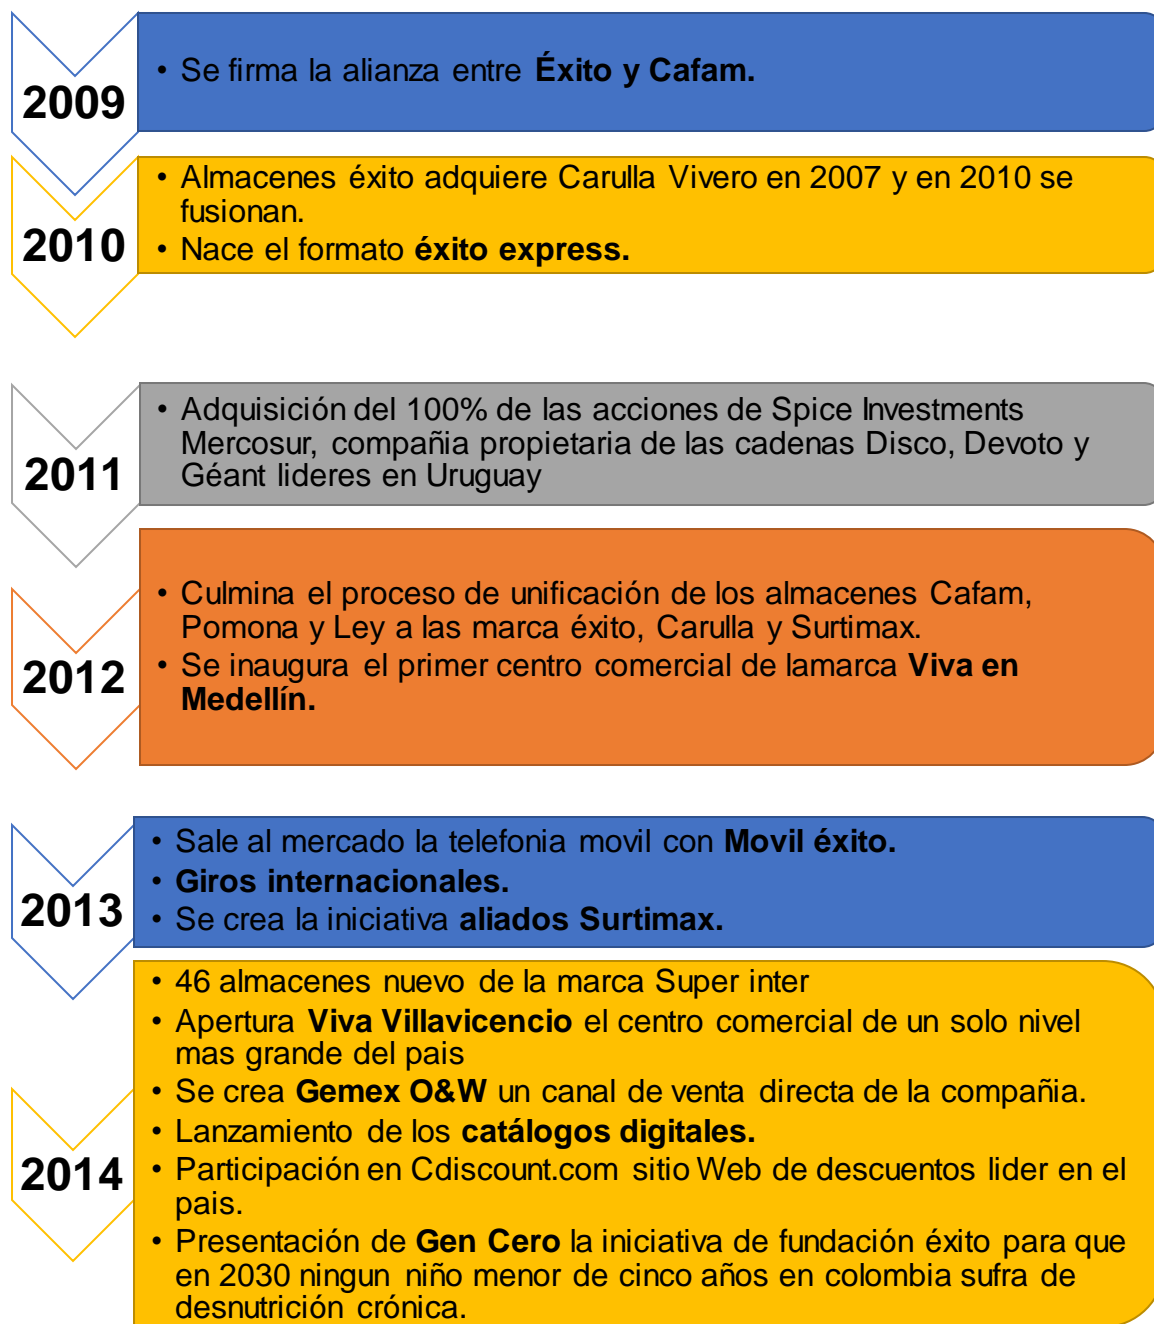 2009
• Se firma la alianza entre Éxito y Cafam.
2010
• Almacenes éxito adquiere Carulla Vivero en 2007 y en 2010 se
fusionan.
• Nace el formato éxito express.
2011
• Adquisición del 100% de las acciones de Spice Investments
Mercosur, compañia propietaria de las cadenas Disco, Devoto y
Géant lideres en Uruguay
2012
• Culmina el proceso de unificación de los almacenes Cafam,
Pomona y Ley a las marca éxito, Carulla y Surtimax.
• Se inaugura el primer centro comercial de lamarca Viva en
Medellín.
2013
• Sale al mercado la telefonia movil con Movil éxito.
• Giros internacionales.
• Se crea la iniciativa aliados Surtimax.
2014
• 46 almacenes nuevo de la marca Super inter
• Apertura Viva Villavicencio el centro comercial de un solo nivel
mas grande del pais
• Se crea Gemex O&W un canal de venta directa de la compañia.
• Lanzamiento de los catálogos digitales.
• Participación en Cdiscount.com sitio Web de descuentos lider en el
pais.
• Presentación de Gen Cero la iniciativa de fundación éxito para que
en 2030 ningun niño menor de cinco años en colombia sufra de
desnutrición crónica.